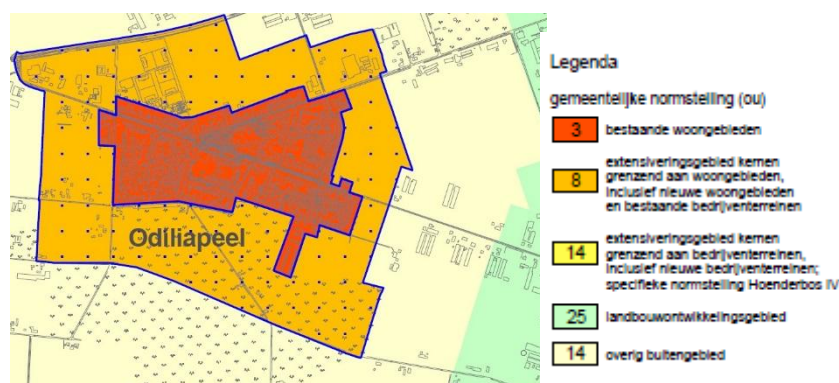 Odiliapeel
Legenda
gemeentelijke normstelling (ou)
3 bestaande woongebieden
8 extensiveringsgebied kernen
grenzend aan woongebieden,
inclusief nieuwe woongebieden
en bestaande bedrijventerreinen
14 extensiveringsgebied kernen
grenzend aan bedrijventerreinen,
inclusief nieuwe bedrijventerreinen;
specifieke normstelling Hoenderbos IV
25 landbouwontwikkelingsgebied
14 overig buitengebied